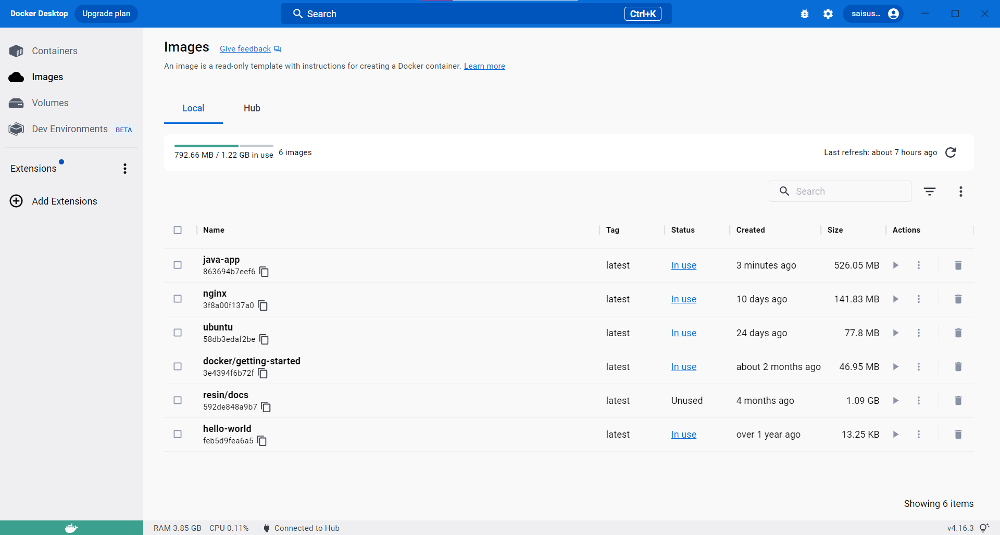 Docker Desktop Upgrade plan Search Ctrl+K saisus...
Containers
Images
Volumes
Dev Environments BETA
Extensions
Add Extensions
Images Give feedback
An image is a read-only template with instructions for creating a Docker container. Learn more
Local Hub
792.66 MB / 1.22 GB in use 6 images Last refresh: about 7 hours ago
Search
Name Tag Status Created Size Actions
java-app
863694b7eef6 latest In use 3 minutes ago 526.05 MB
nginx
3f8a00f137a0 latest In use 10 days ago 141.83 MB
ubuntu
58db3edaf2be latest In use 24 days ago 77.8 MB
docker/getting-started
3e4394f6b72f latest In use about 2 months ago 46.95 MB
resin/docs
592de848a9b7 latest Unused 4 months ago 1.09 GB
hello-world
feb5d9fea6a5 latest In use over 1 year ago 13.25 KB
Showing 6 items
RAM 3.85 GB CPU 0.11% Connected to Hub v4.16.3